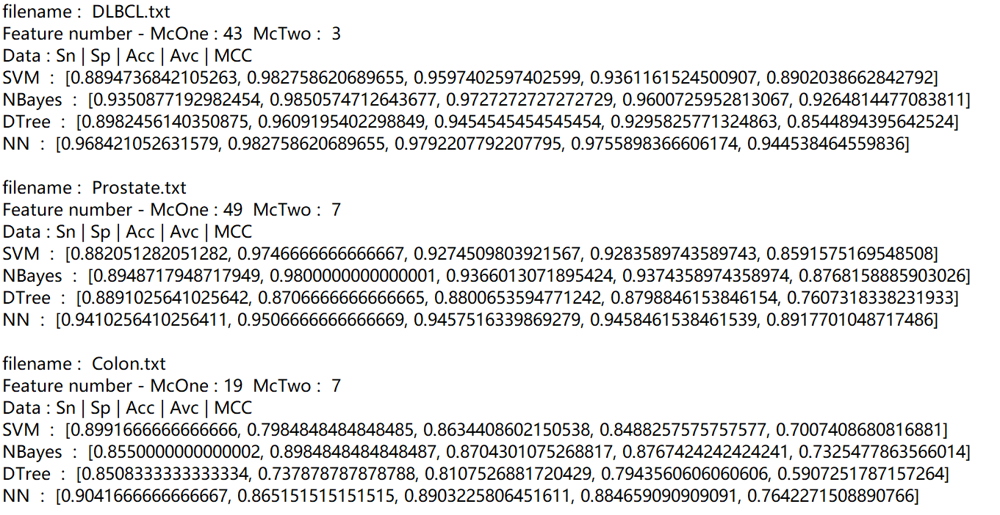 filename :  DLBCL.txt
Feature number - McOne : 43  McTwo :  3
Data : Sn | Sp | Acc | Avc | MCC
SVM  :  [0.8894736842105263, 0.982758620689655, 0.9597402597402599, 0.9361161524500907, 0.8902038662842792]
NBayes  :  [0.9350877192982454, 0.9850574712643677, 0.9727272727272729, 0.9600725952813067, 0.9264814477083811]
DTree  :  [0.8982456140350875, 0.9609195402298849, 0.9454545454545454, 0.9295825771324863, 0.8544894395642524]
NN  :  [0.968421052631579, 0.982758620689655, 0.9792207792207795, 0.9755898366606174, 0.944538464559836]
filename :  Prostate.txt
Feature number - McOne : 49  McTwo :  7
Data : Sn | Sp | Acc | Avc | MCC
SVM  :  [0.882051282051282, 0.9746666666666667, 0.9274509803921567, 0.9283589743589743, 0.8591575169548508]
NBayes  :  [0.8948717948717949, 0.9800000000000001, 0.9366013071895424, 0.9374358974358974, 0.8768158885903026]
DTree  :  [0.8891025641025642, 0.8706666666666665, 0.8800653594771242, 0.8798846153846154, 0.7607318338231933]
NN  :  [0.9410256410256411, 0.9506666666666669, 0.9457516339869279, 0.9458461538461539, 0.8917701048717486]
filename :  Colon.txt
Feature number - McOne : 19  McTwo :  7
Data : Sn | Sp | Acc | Avc | MCC
SVM  :  [0.8991666666666666, 0.7984848484848485, 0.8634408602150538, 0.8488257575757577, 0.7007408680816881]
NBayes  :  [0.8550000000000002, 0.8984848484848487, 0.8704301075268817, 0.8767424242424241, 0.7325477863566014]
DTree  :  [0.8508333333333334, 0.737878787878788, 0.8107526881720429, 0.7943560606060606, 0.5907251787157264]
NN  :  [0.9041666666666667, 0.865151515151515, 0.8903225806451611, 0.884659090909091, 0.7642271508890766]